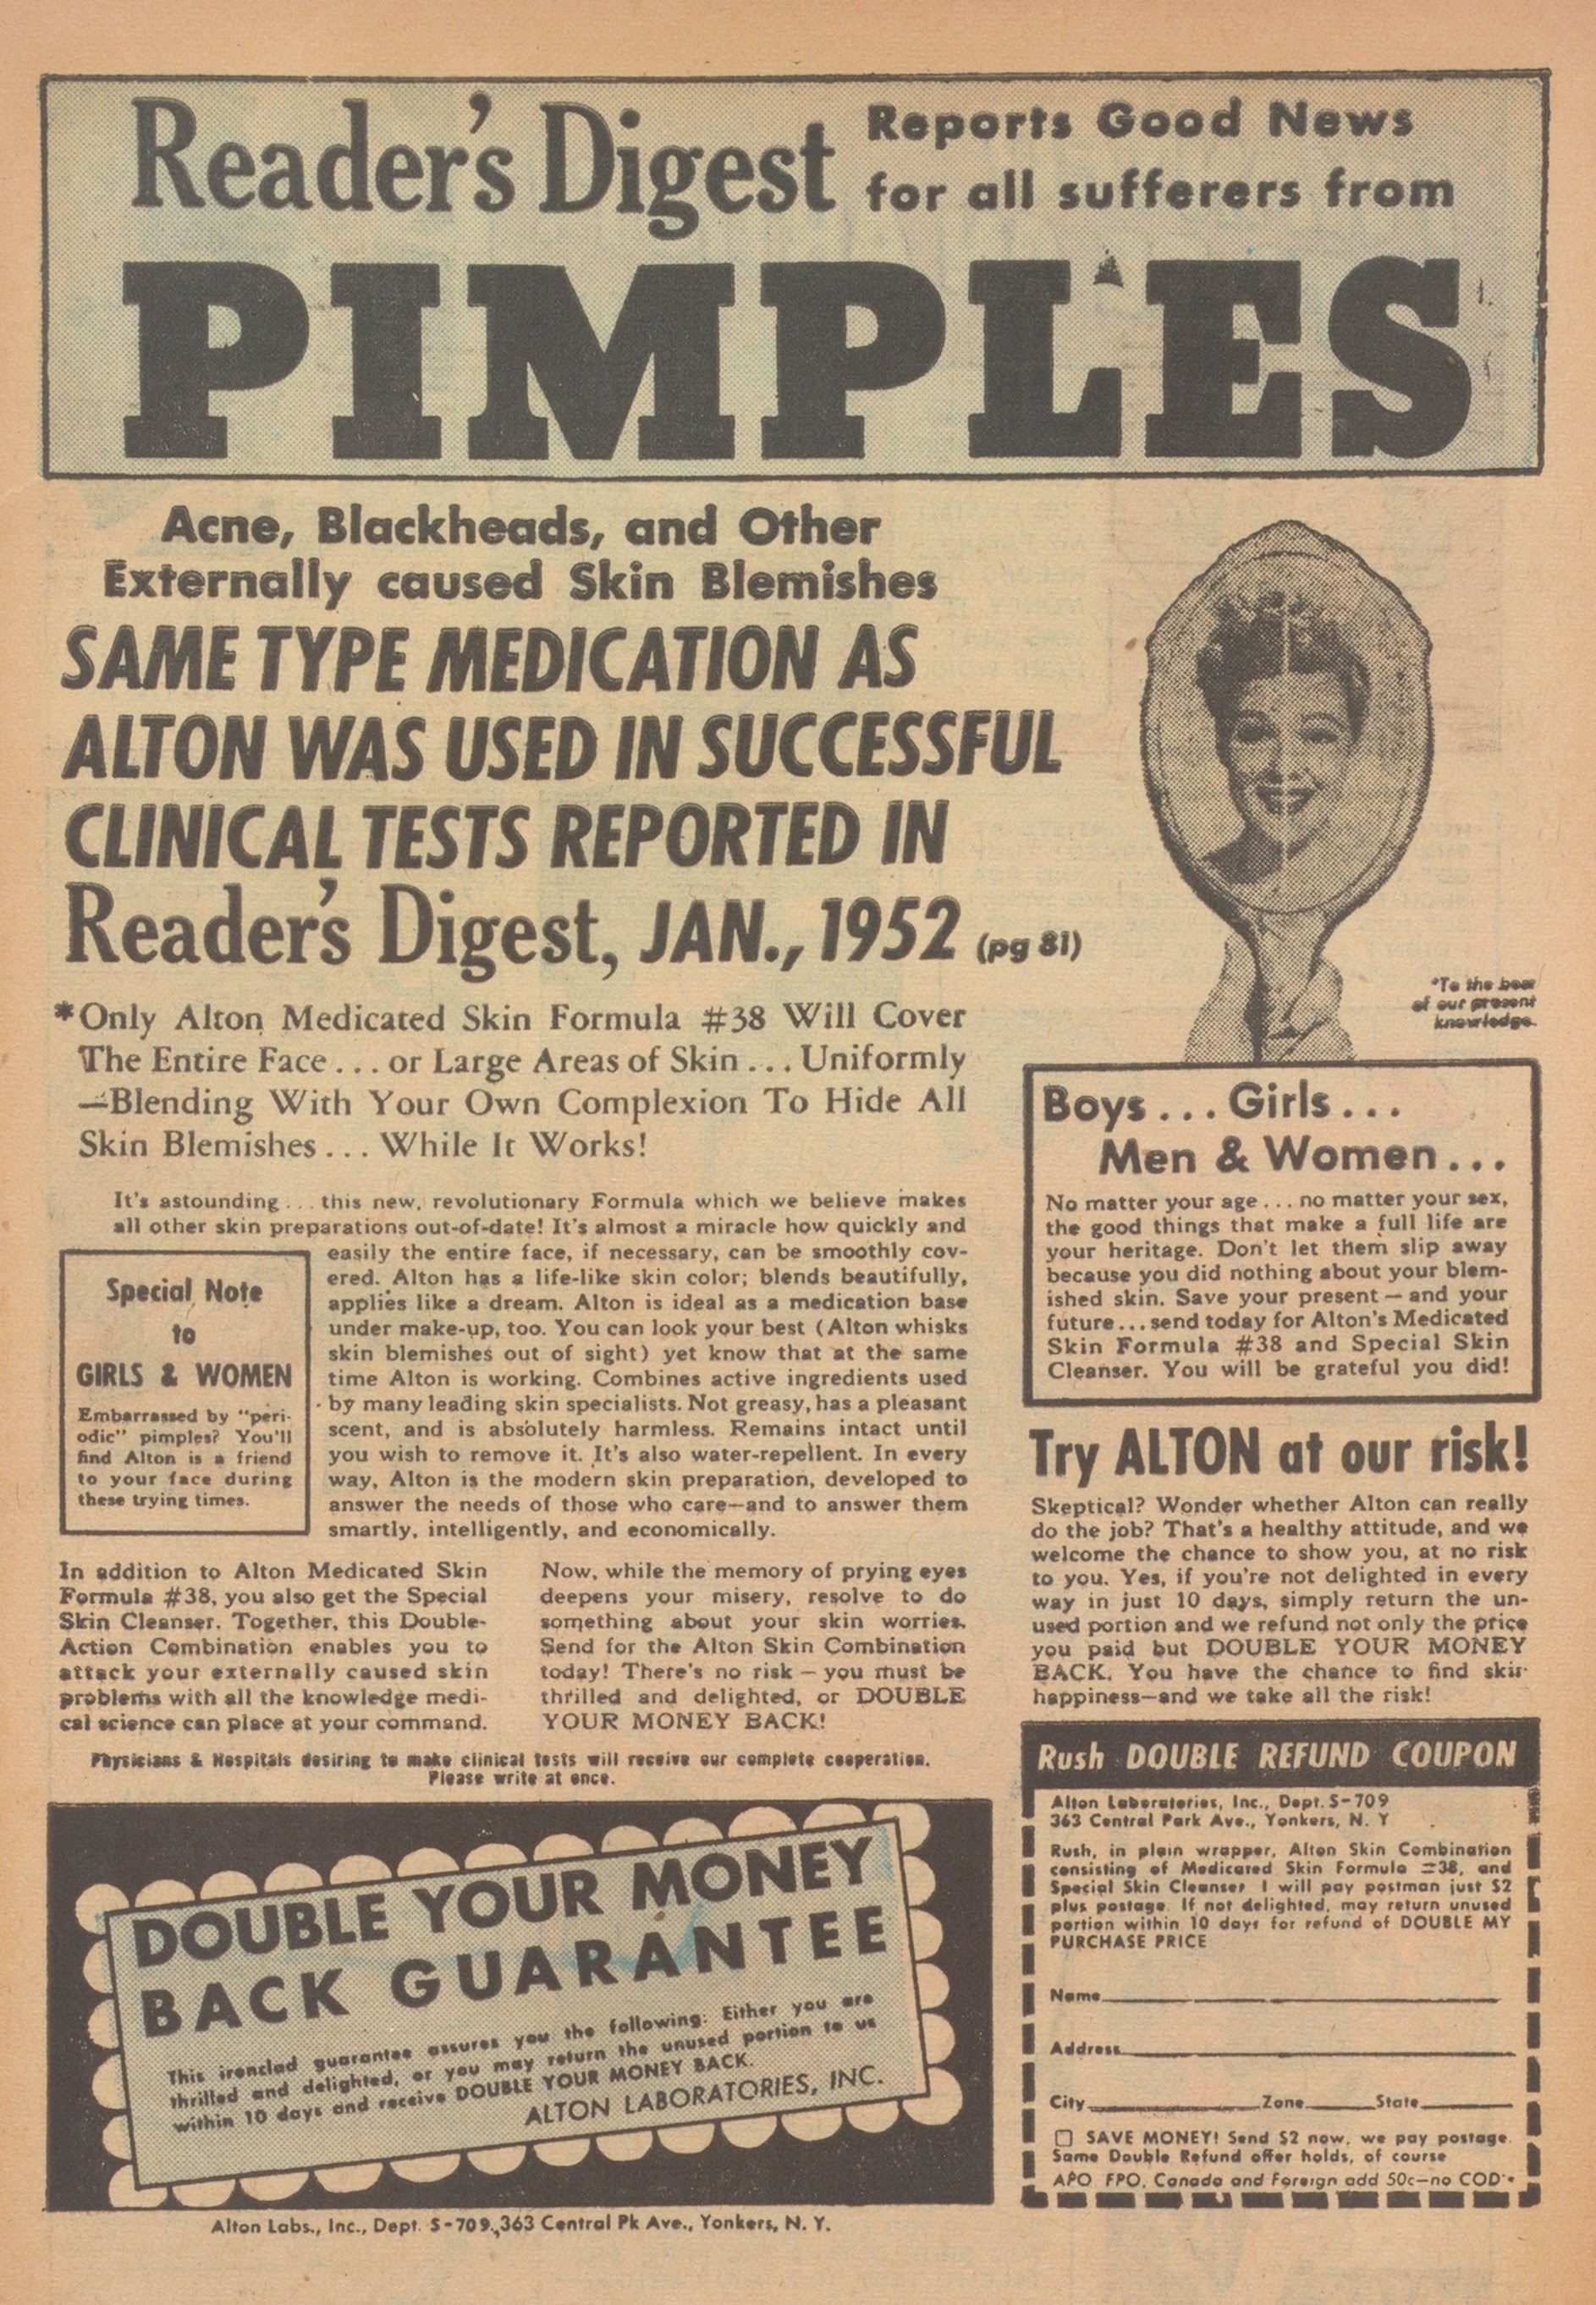 Reader's Digest Reports Good News
for all sufferers from
PIMPLES
Acne, Blackheads, and Other
Externally caused Skin Blemishes
SAME TYPE MEDICATION AS
ALTON WAS USED IN SUCCESSFUL
CLINICAL TESTS REPORTED IN
Reader's Digest, JAN., 1952 (pg 81)
*Only Alton Medicated Skin Formula #38 Will Cover
The Entire Face... or Large Areas of Skin... Uniformly
—Blending With Your Own Complexion To Hide All
Skin Blemishes... While It Works!
*To the best
of our present
knowledge.
It's astounding... this new, revolutionary Formula which we believe makes
all other skin preparations out-of-date! It's almost a miracle how quickly and
easily the entire face, if necessary, can be smoothly cov-
ered. Alton has a life-like skin color; blends beautifully,
applies like a dream. Alton is ideal as a medication base
under make-up, too. You can look your best (Alton whisks
skin blemishes out of sight) yet know that at the same
time Alton is working. Combines active ingredients used
by many leading skin specialists. Not greasy, has a pleasant
scent, and is absolutely harmless. Remains intact until
you wish to remove it. It's also water-repellent. In every
way, Alton is the modern skin preparation, developed to
answer the needs of those who care—and to answer them
smartly, intelligently, and economically.
Special Note
to
GIRLS & WOMEN
Embarrassed by "peri-
odic" pimples? You'll
find Alton is a friend
to your face during
these trying times.
In addition to Alton Medicated Skin
Formula #38, you also get the Special
Skin Cleanser. Together, this Double-
Action Combination enables you to
attack your externally caused skin
problems with all the knowledge medi-
cal science can place at your command.
Now, while the memory of prying eyes
deepens your misery, resolve to do
something about your skin worries.
Send for the Alton Skin Combination
today! There's no risk — you must be
thrilled and delighted, or DOUBLE
YOUR MONEY BACK!
Physicians & Hospitals desiring to make clinical tests will receive our complete cooperation.
Please write at once.
DOUBLE YOUR MONEY
BACK GUARANTEE
This ironclad guarantee assures you the following: Either you are
thrilled and delighted, or you may return the unused portion to us
within 10 days and receive DOUBLE YOUR MONEY BACK.
ALTON LABORATORIES, INC.
Alton Labs., Inc., Dept. S-709, 363 Central Pk Ave., Yonkers, N. Y.
Boys... Girls...
Men & Women...
No matter your age... no matter your sex,
the good things that make a full life are
your heritage. Don't let them slip away
because you did nothing about your blem-
ished skin. Save your present — and your
future... send today for Alton's Medicated
Skin Formula #38 and Special Skin
Cleanser. You will be grateful you did!
Try ALTON at our risk!
Skeptical? Wonder whether Alton can really
do the job? That's a healthy attitude, and we
welcome the chance to show you, at no risk
to you. Yes, if you're not delighted in every
way in just 10 days, simply return the un-
used portion and we refund not only the price
you paid but DOUBLE YOUR MONEY
BACK. You have the chance to find skin
happiness—and we take all the risk!
Rush DOUBLE REFUND COUPON
Alton Laboratories, Inc., Dept. S-709
363 Central Park Ave., Yonkers, N. Y
Rush, in plain wrapper, Alton Skin Combination
consisting of Medicated Skin Formula #38, and
Special Skin Cleanser I will pay postman just $2
plus postage. If not delighted, may return unused
portion within 10 days for refund of DOUBLE MY
PURCHASE PRICE
Name
Address
City Zone State
SAVE MONEY! Send $2 now, we pay postage.
Same Double Refund offer holds, of course
APO FPO, Canada and Foreign add 50c—no COD's